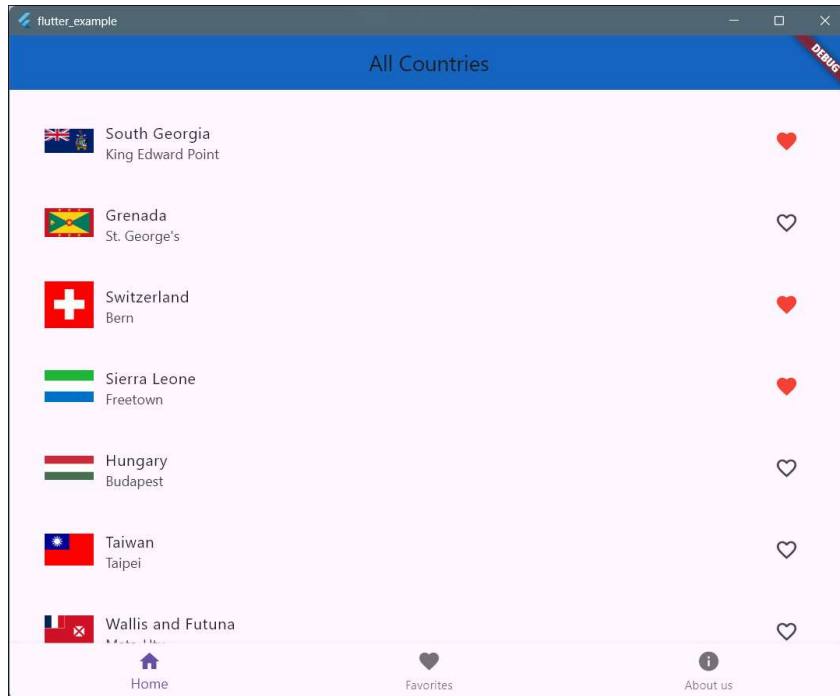 flutter_example
DEBUG
All Countries
South Georgia
King Edward Point
Grenada
St. George's
Switzerland
Bern
Sierra Leone
Freetown
Hungary
Budapest
Taiwan
Taipei
Wallis and Futuna
Home
Favorites
About us